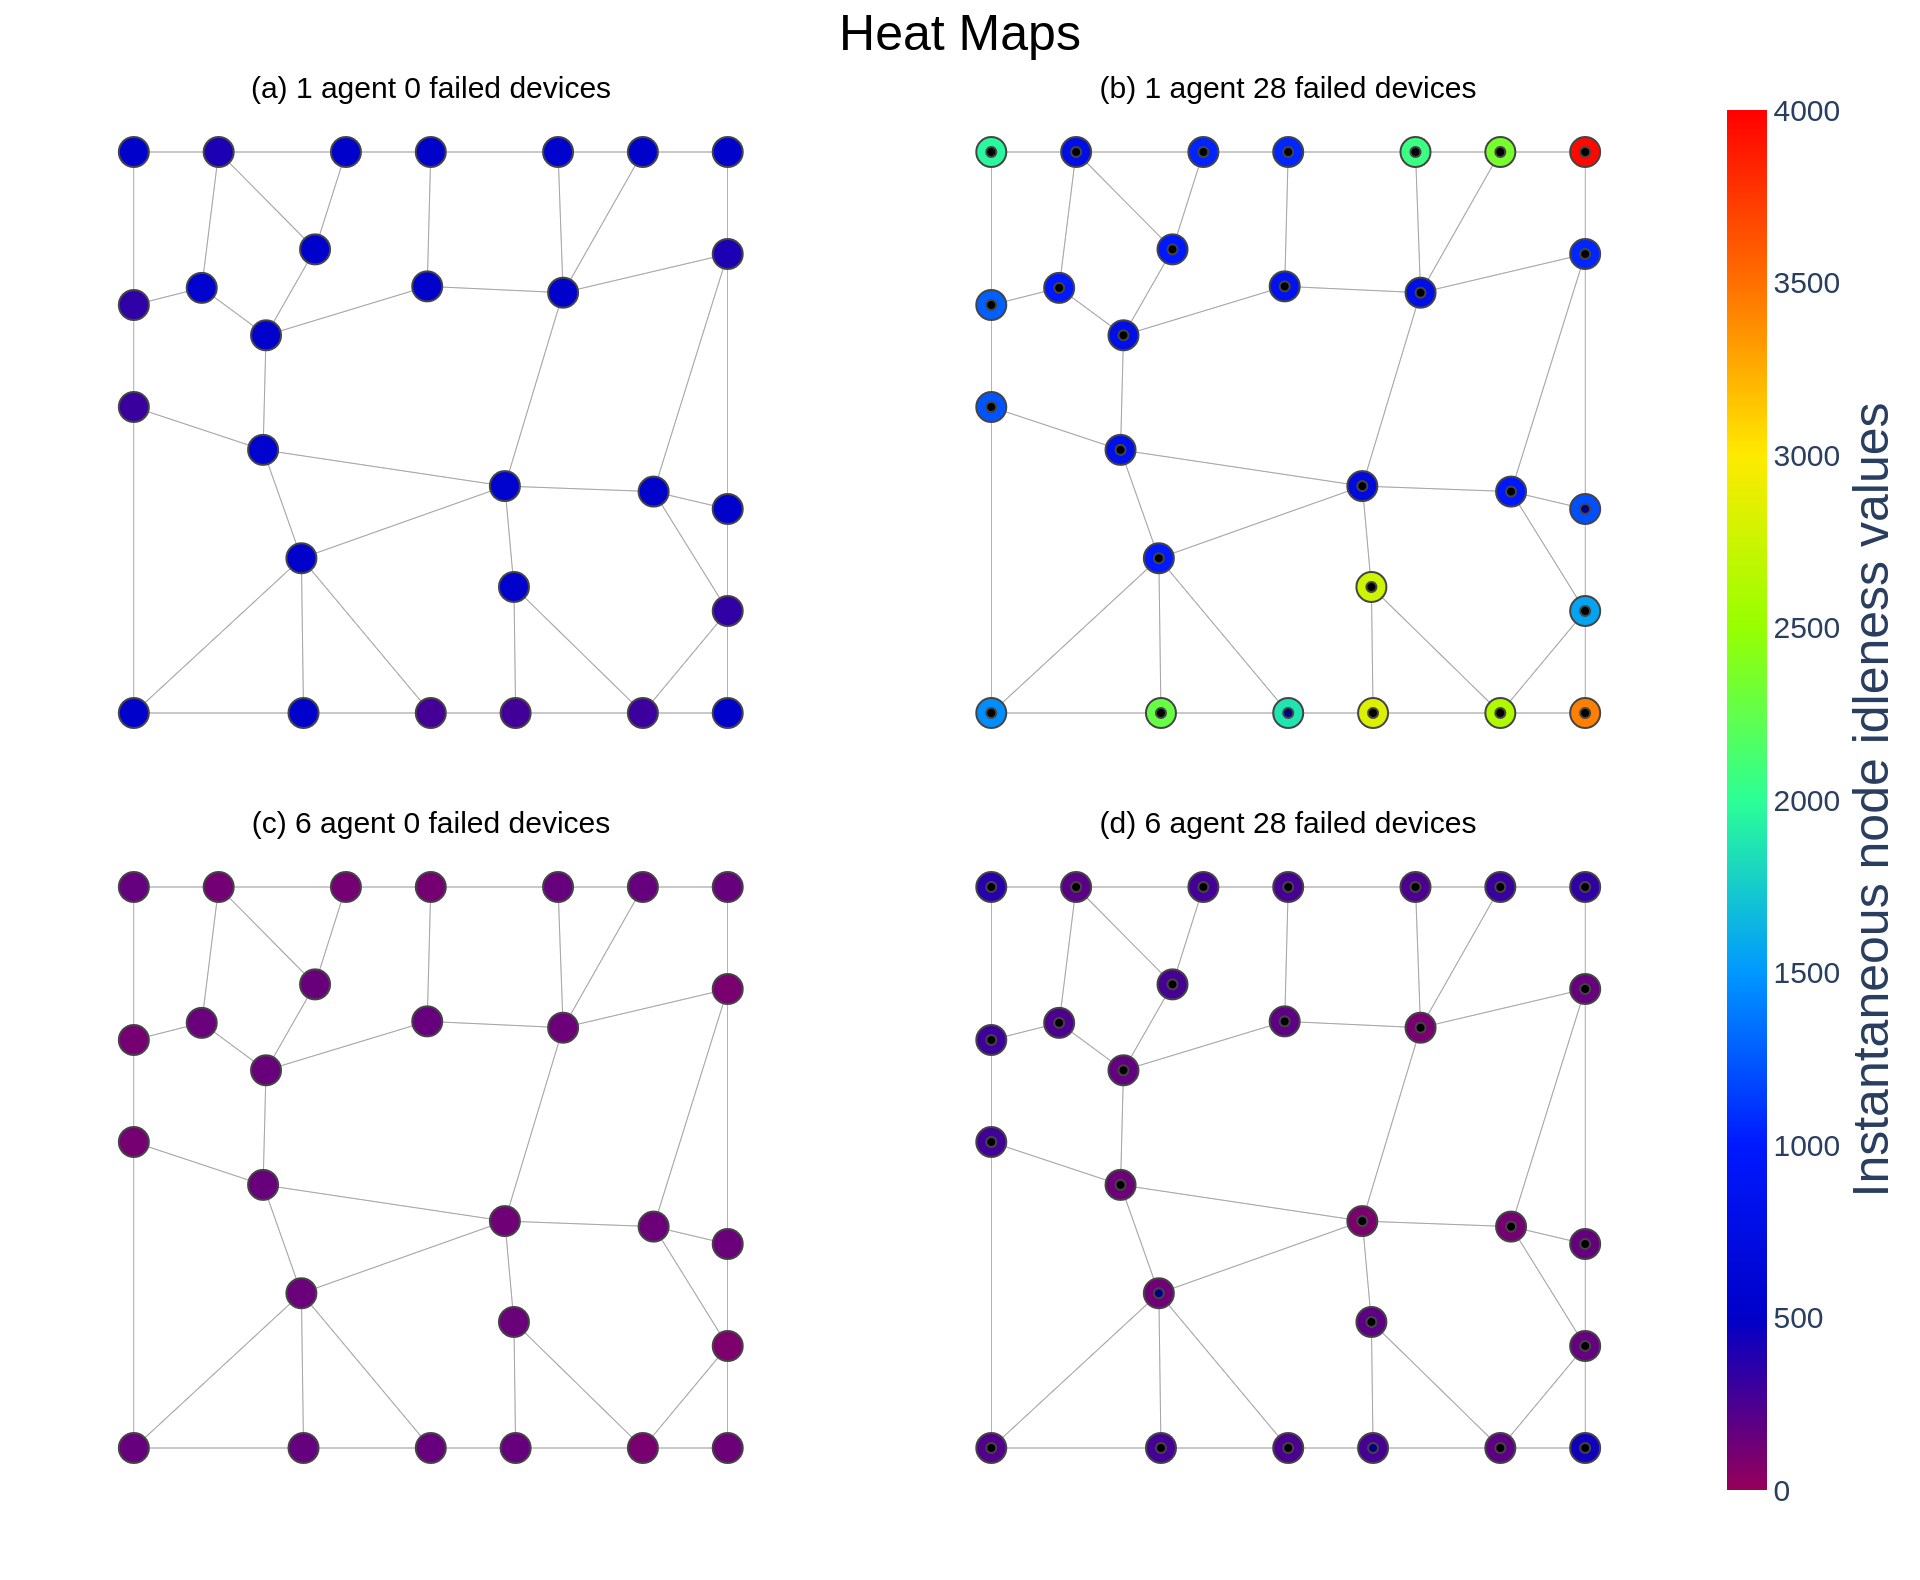 Heat Maps
(a) 1 agent 0 failed devices
(b) 1 agent 28 failed devices
(c) 6 agent 0 failed devices
(d) 6 agent 28 failed devices
4000
3500
3000
2500
2000
1500
1000
500
0
Instantaneous node idleness values